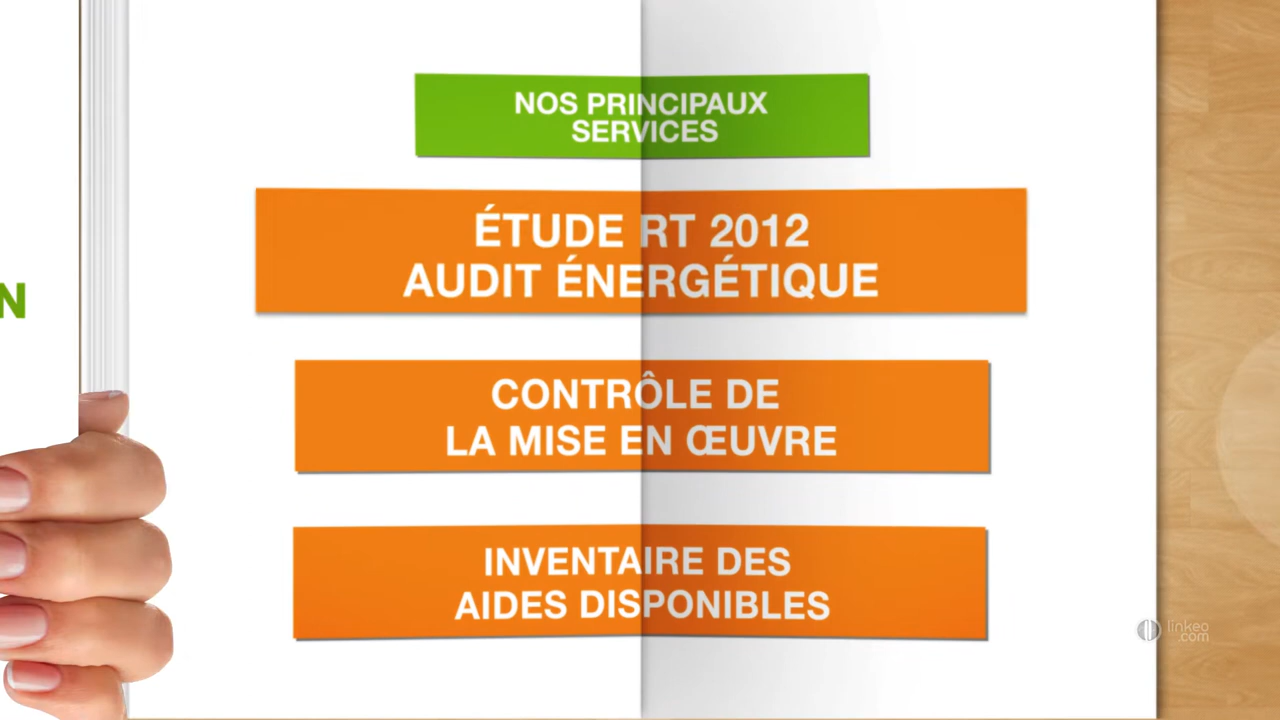 NOS PRINCIPAUX
SERVICES
ÉTUDE RT 2012
AUDIT ÉNERGÉTIQUE
N
CONTRÔLE DE
LA MISE EN ŒUVRE
INVENTAIRE DES
AIDES DISPONIBLES
linkeo
.com